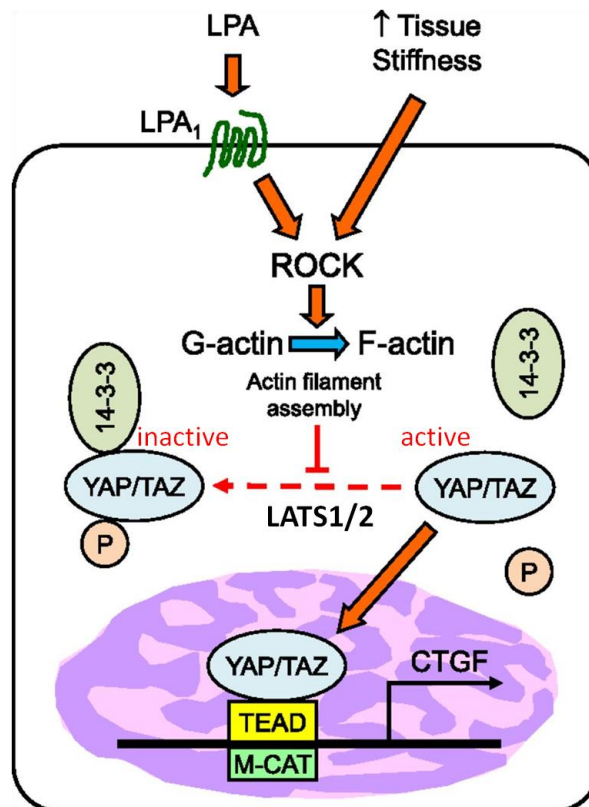 LPA
↑ Tissue
Stiffness
LPA1
ROCK
G-actin F-actin
Actin filament
assembly
14-3-3
14-3-3
inactive
active
YAP/TAZ
YAP/TAZ
LATS1/2
P
P
YAP/TAZ
CTGF
TEAD
M-CAT